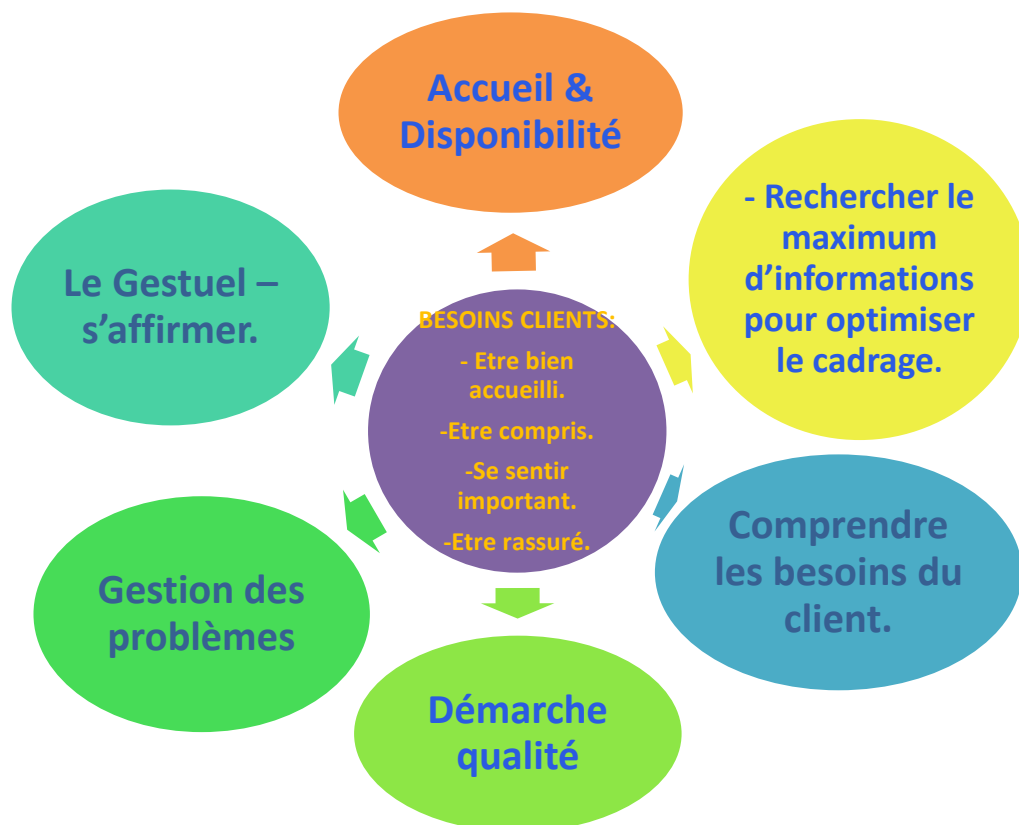 Accueil &
Disponibilité
- Rechercher le
maximum
d’informations
pour optimiser
le cadrage.
Comprendre
les besoins du
client.
Démarche
qualité
Gestion des
problèmes
Le Gestuel –
s’affirmer.
BESOINS CLIENTS:
- Etre bien
accueilli.
-Etre compris.
-Se sentir
important.
-Etre rassuré.